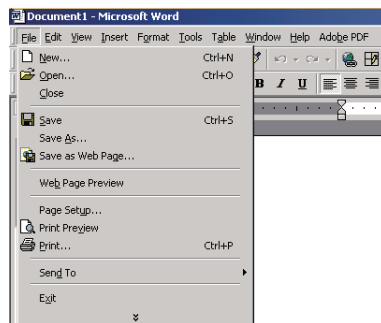 Document1 - Microsoft Word
File Edit View Insert Format Tools Table Window Help Adobe PDF
New... Ctrl+N
Open... Ctrl+O
Close
Save Ctrl+S
Save As...
Save as Web Page...
Web Page Preview
Page Setup...
Print Preview
Print... Ctrl+P
Send To
Exit
B I U